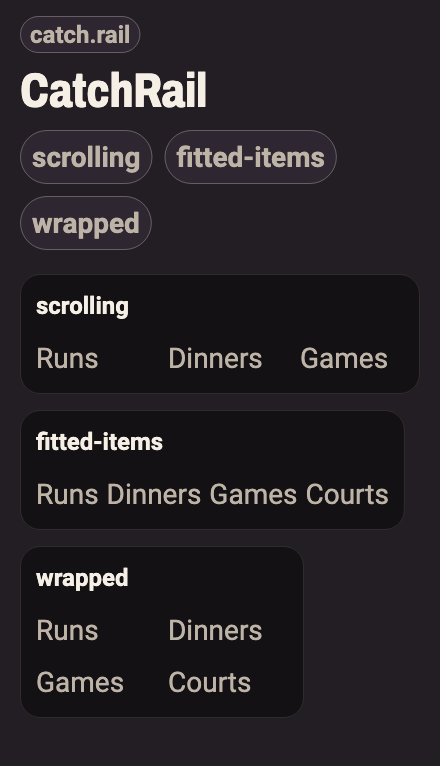 catch.rail
CatchRail
scrolling fitted-items
wrapped
scrolling
Runs Dinners Games
fitted-items
Runs Dinners Games Courts
wrapped
Runs Dinners
Games Courts